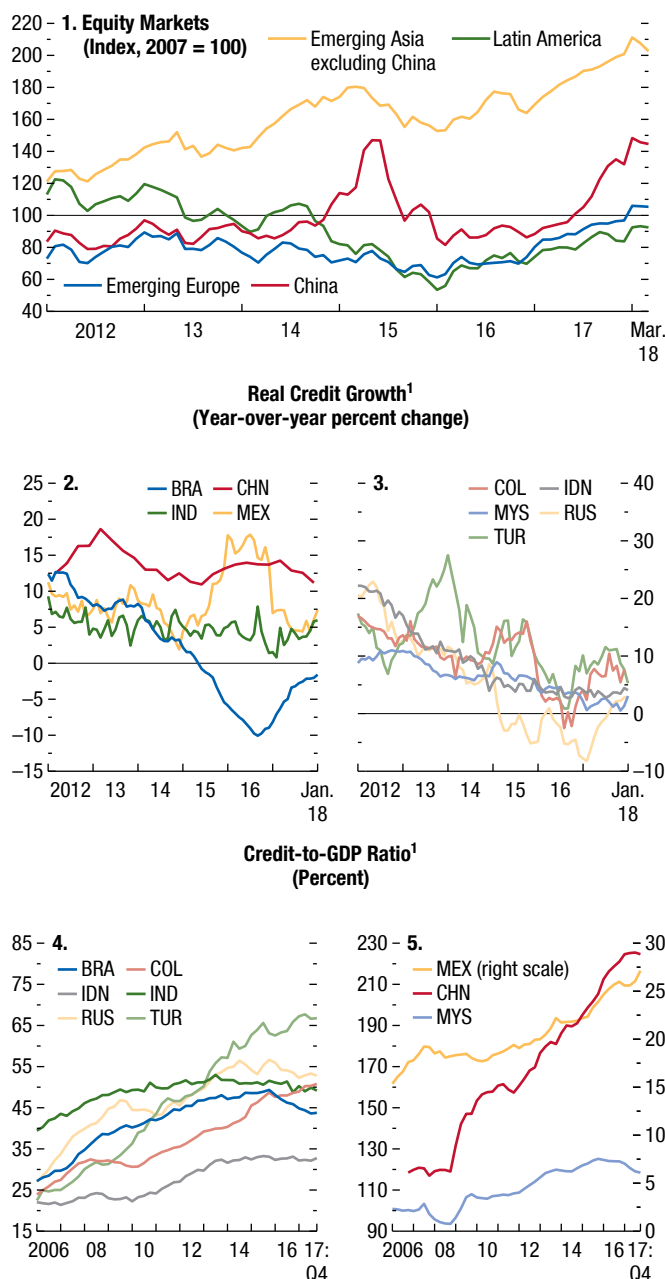 1. Equity Markets
(Index, 2007 = 100)
Emerging Asia
excluding China
Latin America
220
200
180
160
140
120
100
80
60
40
Emerging Europe
China
2012
13
14
15
16
17
Mar.
18
Real Credit Growth1
(Year-over-year percent change)
2.
BRA
CHN
IND
MEX
25
20
15
10
5
0
–5
–10
–15
2012
13
14
15
16
Jan.
18
3.
COL
IDN
MYS
RUS
TUR
40
30
20
10
0
–10
2012
13
14
15
16
Jan.
18
Credit-to-GDP Ratio1
(Percent)
4.
BRA
COL
IDN
IND
RUS
TUR
85
75
65
55
45
35
25
15
2006
08
10
12
14
16
17:
04
5.
MEX (right scale)
CHN
MYS
230
210
190
170
150
130
110
90
30
25
20
15
10
5
0
2006
08
10
12
14
16
17:
04